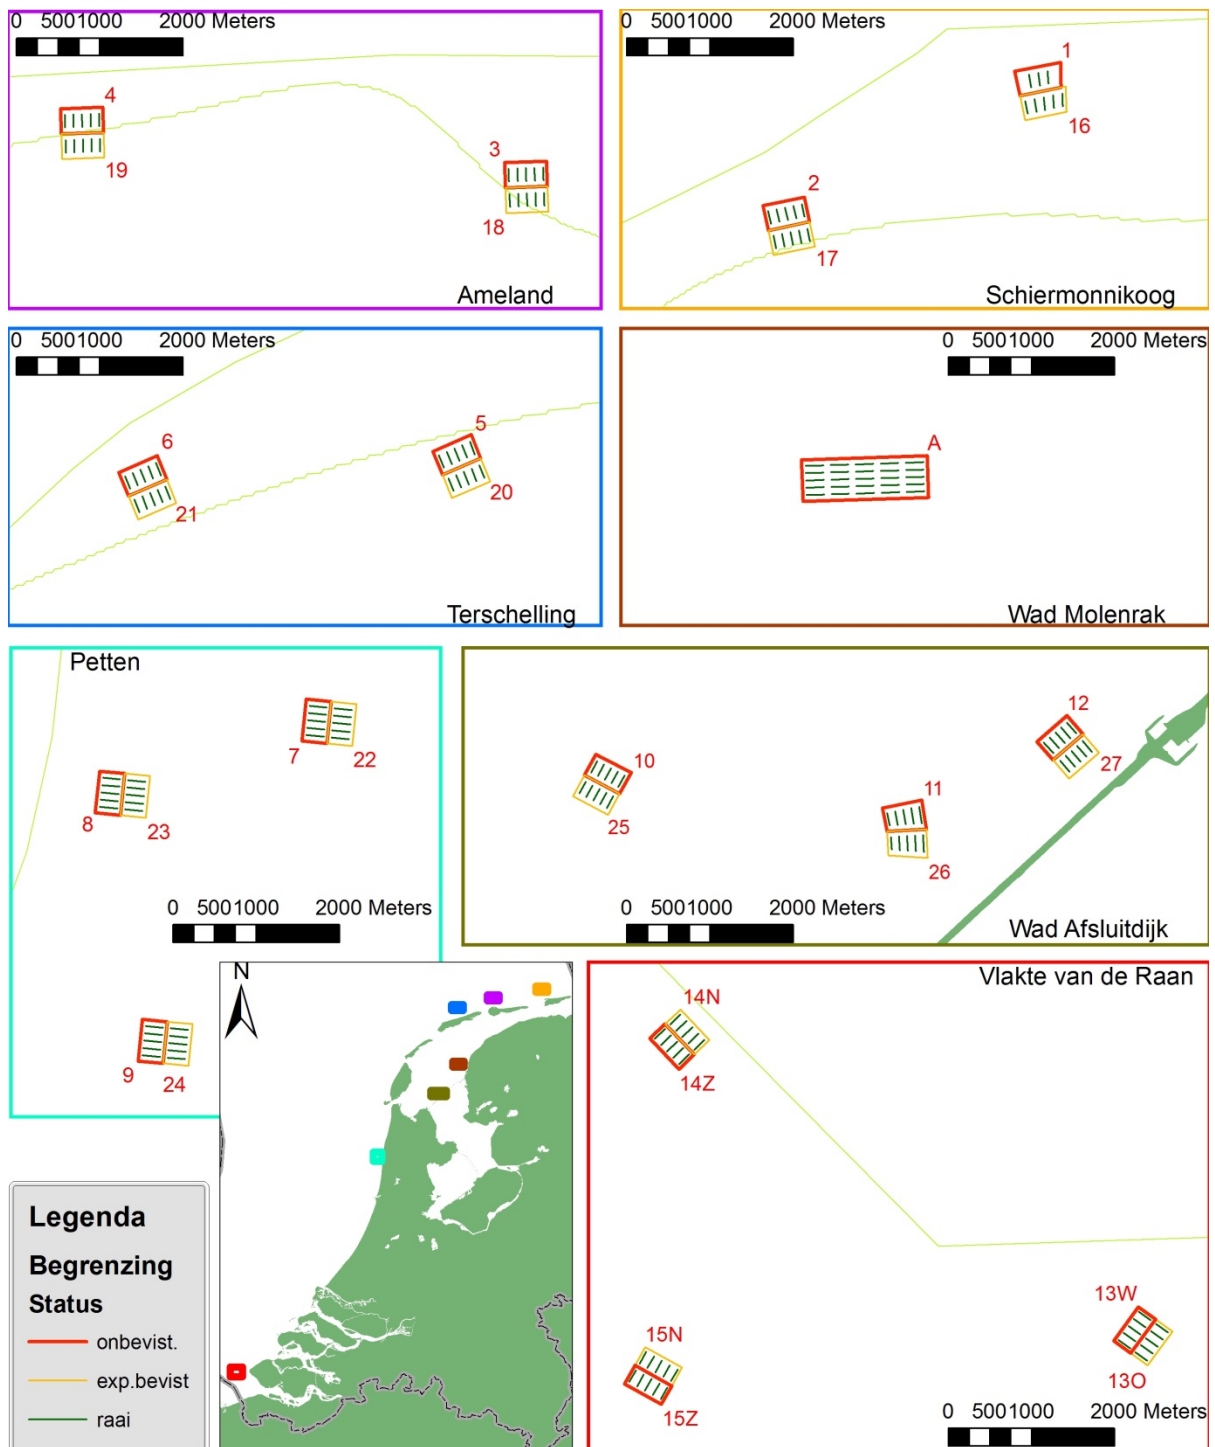 0 5001000 2000 Meters
4
19
3
18
Ameland
0 5001000 2000 Meters
1
16
2
17
Schiermonnikoog
0 5001000 2000 Meters
6
21
5
20
Terschelling
0 5001000 2000 Meters
A
Wad Molenrak
Petten
7
22
8
23
0 5001000 2000 Meters
9
24
10
25
11
26
12
27
0 5001000 2000 Meters
Wad Afsluitdijk
N
Vlakte van de Raan
14N
14Z
13W
13O
15N
15Z
0 5001000 2000 Meters
Legenda
Begrenzing
Status
onbevist.
exp.bevist
raai